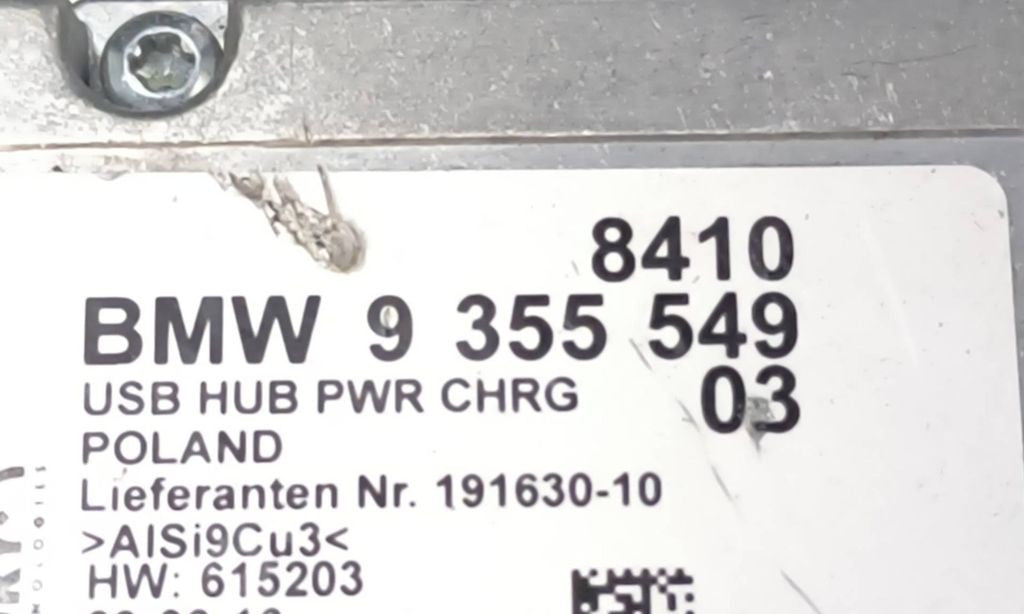 8410
BMW 9 355 549
03
USB HUB PWR CHRG
POLAND
Lieferanten Nr. 191630-10
>AlSi9Cu3<
HW: 615203